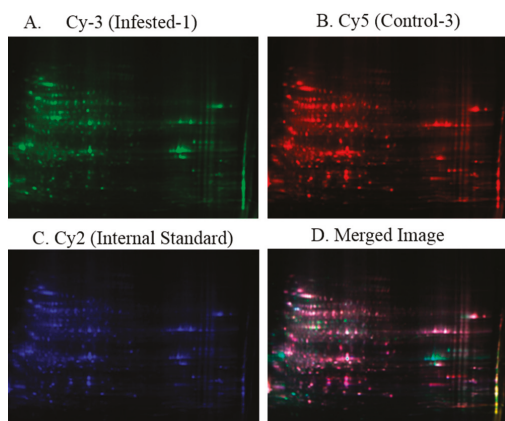 A. Cy-3 (Infested-1)
B. Cy5 (Control-3)
C. Cy2 (Internal Standard)
D. Merged Image